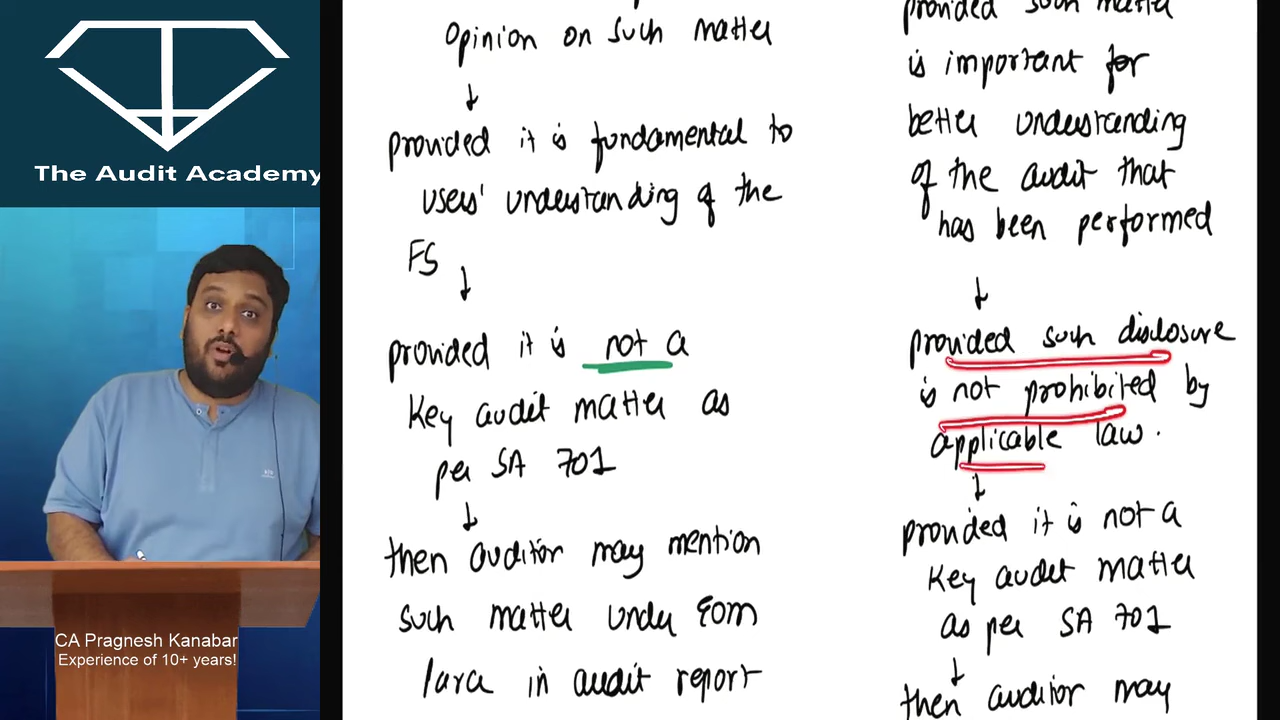 The Audit Academy
CA Pragnesh Kanabar
Experience of 10+ years!
opinion on such matter
↓
provided it is fundamental to
users' understanding of the
FS
↓
provided it is not a
key audit matter as
per SA 701
↓
then auditor may mention
such matter under EOM
para in audit report
provided such matter
is important for
better understanding
of the audit that
has been performed
↓
provided such disclosure
is not prohibited by
applicable law.
↓
provided it is not a
key audit matter
as per SA 701
↓
then auditor may